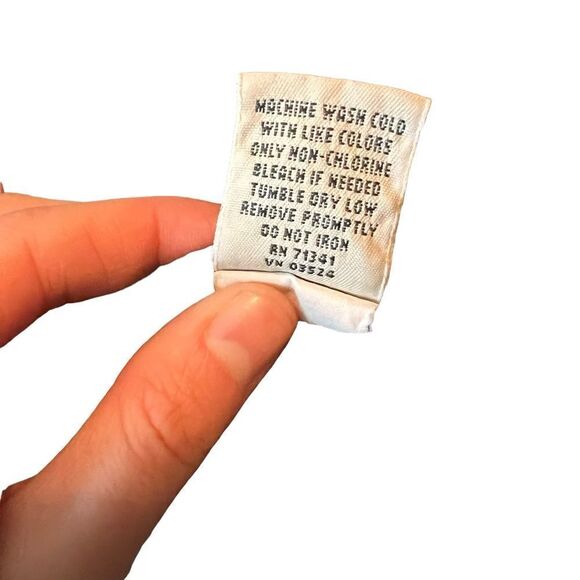 MACHINE WASH COLD
WITH LIKE COLORS
ONLY NON-CHLORINE
BLEACH IF NEEDED
TUMBLE DRY LOW
REMOVE PROMPTLY
DO NOT IRON
RN 71341
VN 03524